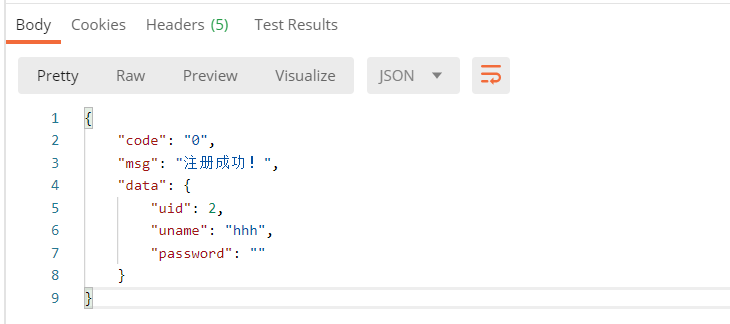 Body Cookies Headers (5) Test Results
Pretty Raw Preview Visualize JSON
1 {
2 "code": "0",
3 "msg": "注册成功！",
4 "data": {
5 "uid": 2,
6 "uname": "hhh",
7 "password": ""
8 }
9 }